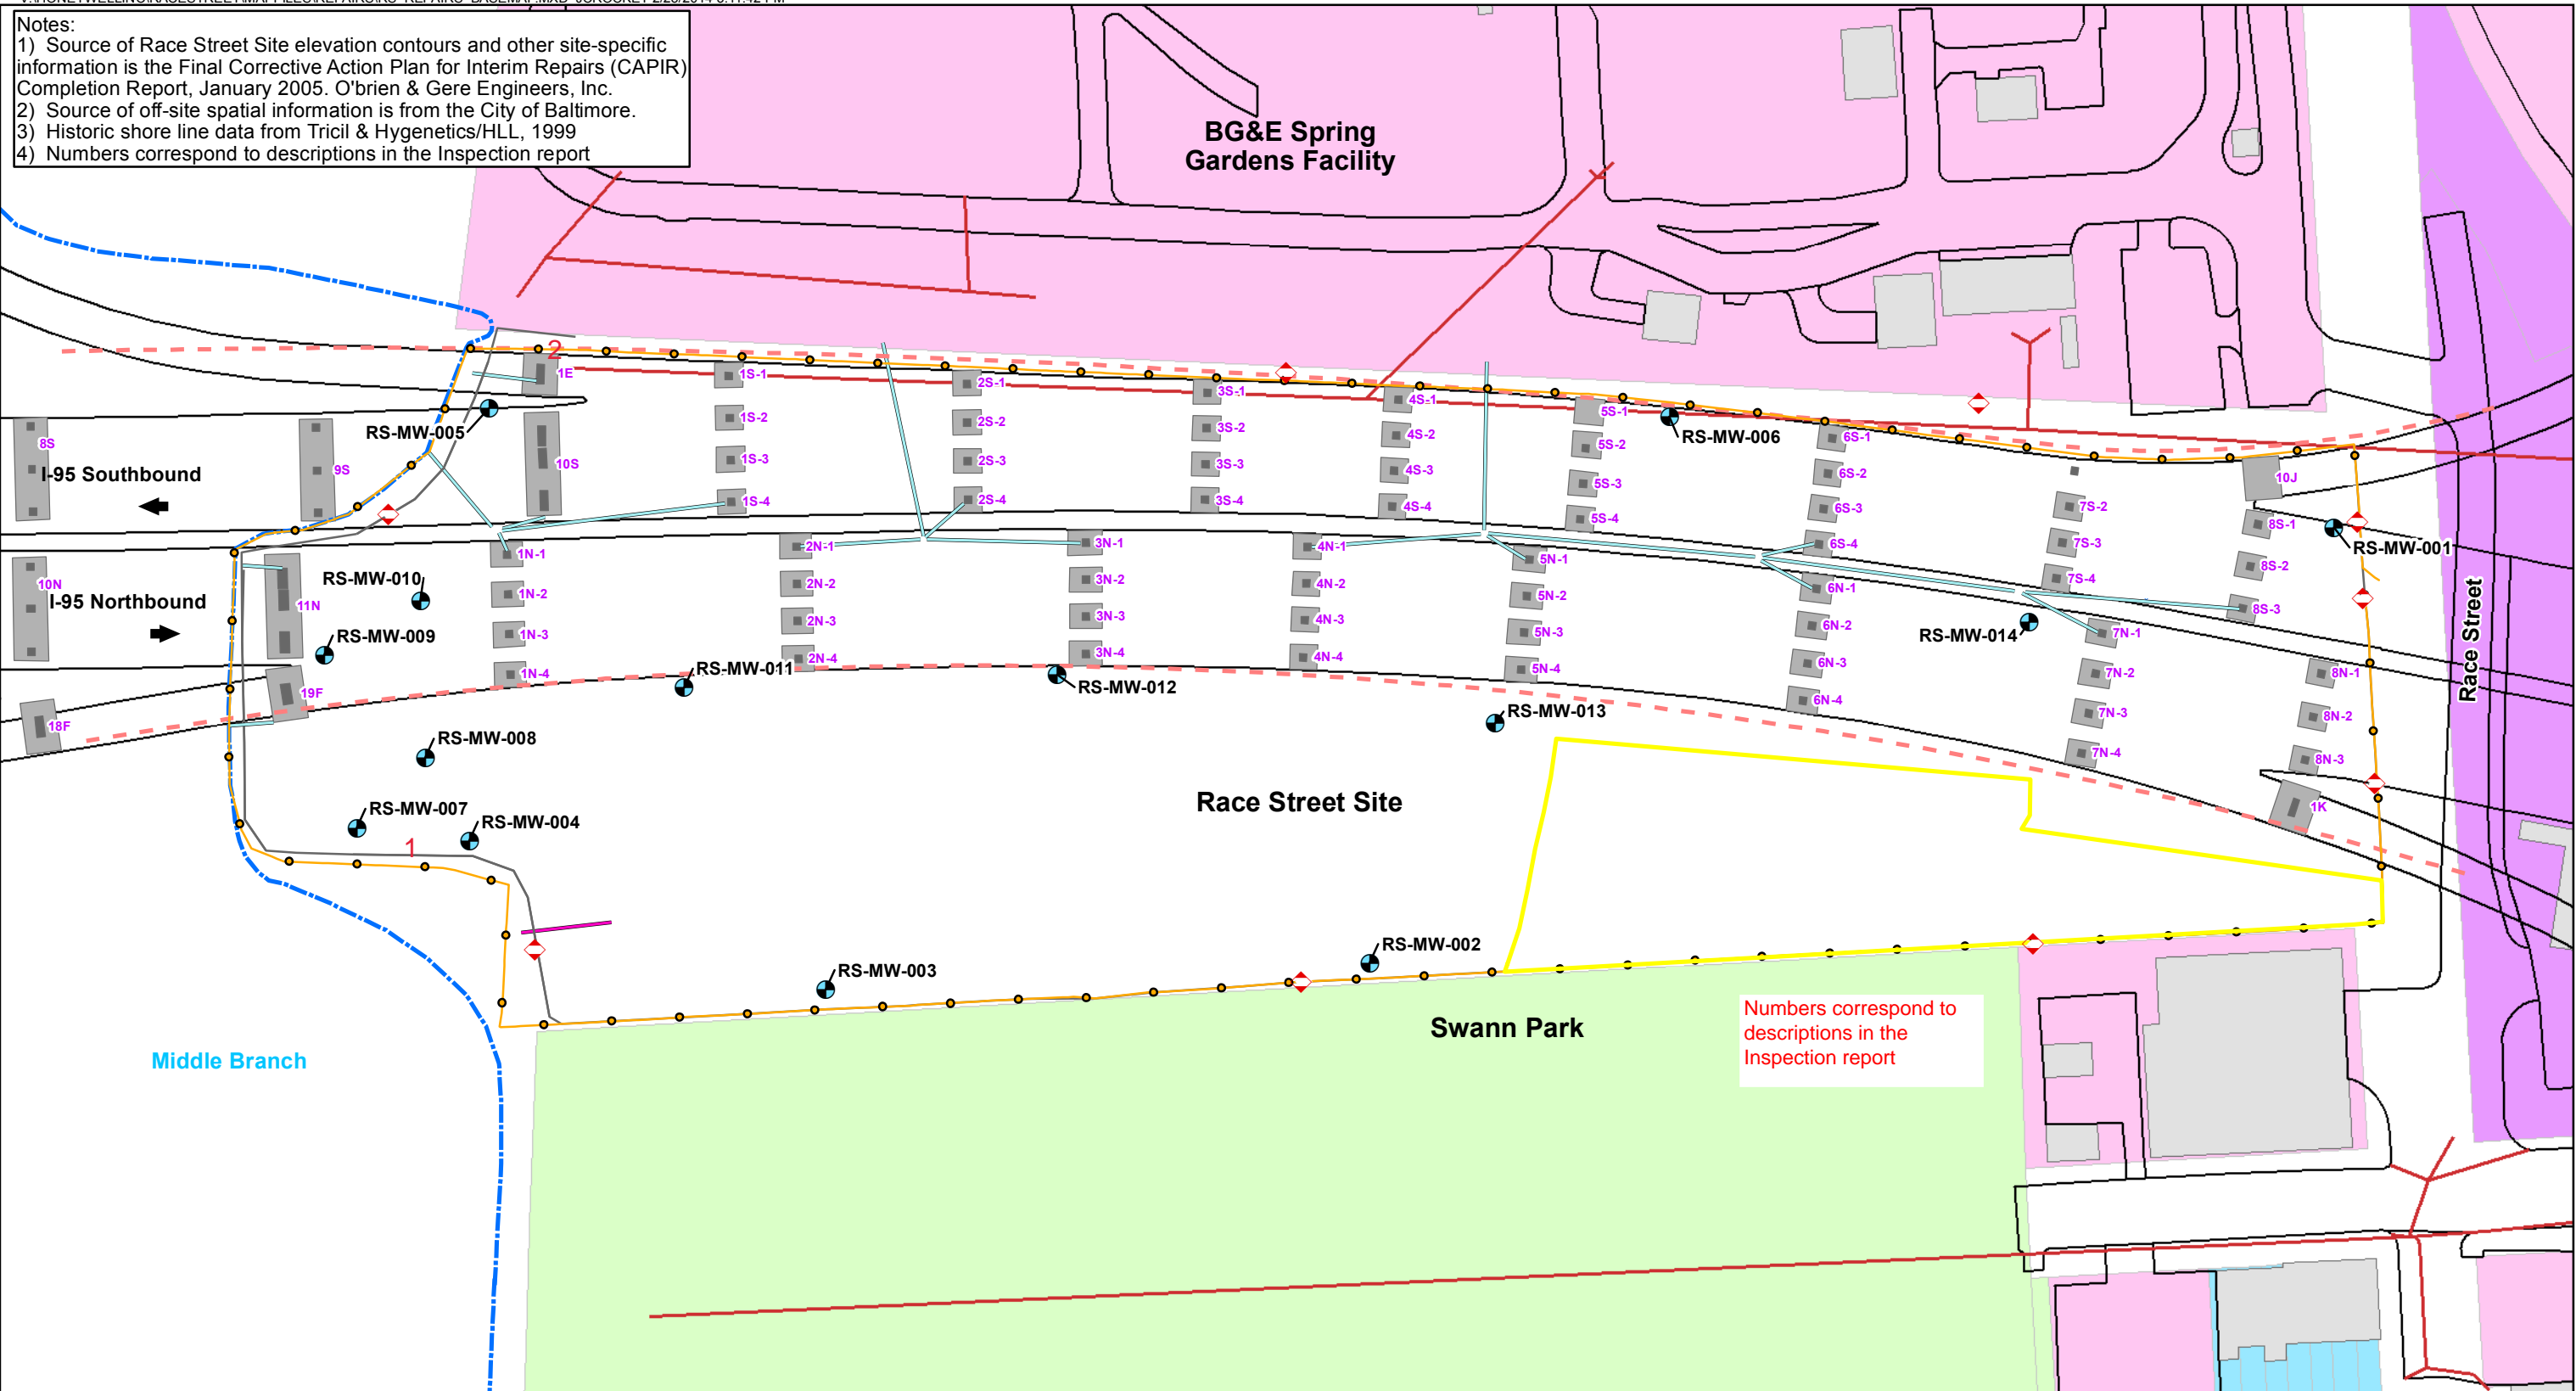 Notes:
1) Source of Race Street Site elevation contours and other site-specific
information is the Final Corrective Action Plan for Interim Repairs (CAPIR)
Completion Report, January 2005. O'brien & Gere Engineers, Inc.
2) Source of off-site spatial information is from the City of Baltimore.
3) Historic shore line data from Tricil & Hygenetics/HLL, 1999
4) Numbers correspond to descriptions in the Inspection report
BG&E Spring
Gardens Facility
2
1E
1S-1
2S-1
3S-1
4S-1
5S-1
6S-1
RS-MW-005
RS-MW-006
1S-2
2S-2
3S-2
4S-2
5S-2
6S-2
8S
9S
10S
1S-3
2S-3
3S-3
4S-3
5S-3
6S-3
10J
I-95 Southbound
1S-4
2S-4
3S-4
4S-4
5S-4
6S-4
7S-2
7S-3
7S-4
8S-1
8S-2
8S-3
RS-MW-001
1N-1
2N-1
3N-1
4N-1
5N-1
6N-1
7N-1
8N-1
10N
11N
RS-MW-010
I-95 Northbound
1N-2
2N-2
3N-2
4N-2
5N-2
6N-2
7N-2
8N-2
RS-MW-009
RS-MW-014
1N-3
2N-3
3N-3
4N-3
5N-3
6N-3
7N-3
8N-3
1N-4
2N-4
3N-4
4N-4
5N-4
6N-4
7N-4
1K
Race Street
18F
19F
RS-MW-011
RS-MW-012
RS-MW-013
RS-MW-008
RS-MW-007
RS-MW-004
1
Race Street Site
RS-MW-003
RS-MW-002
Swann Park
Middle Branch
Numbers correspond to
descriptions in the
Inspection report